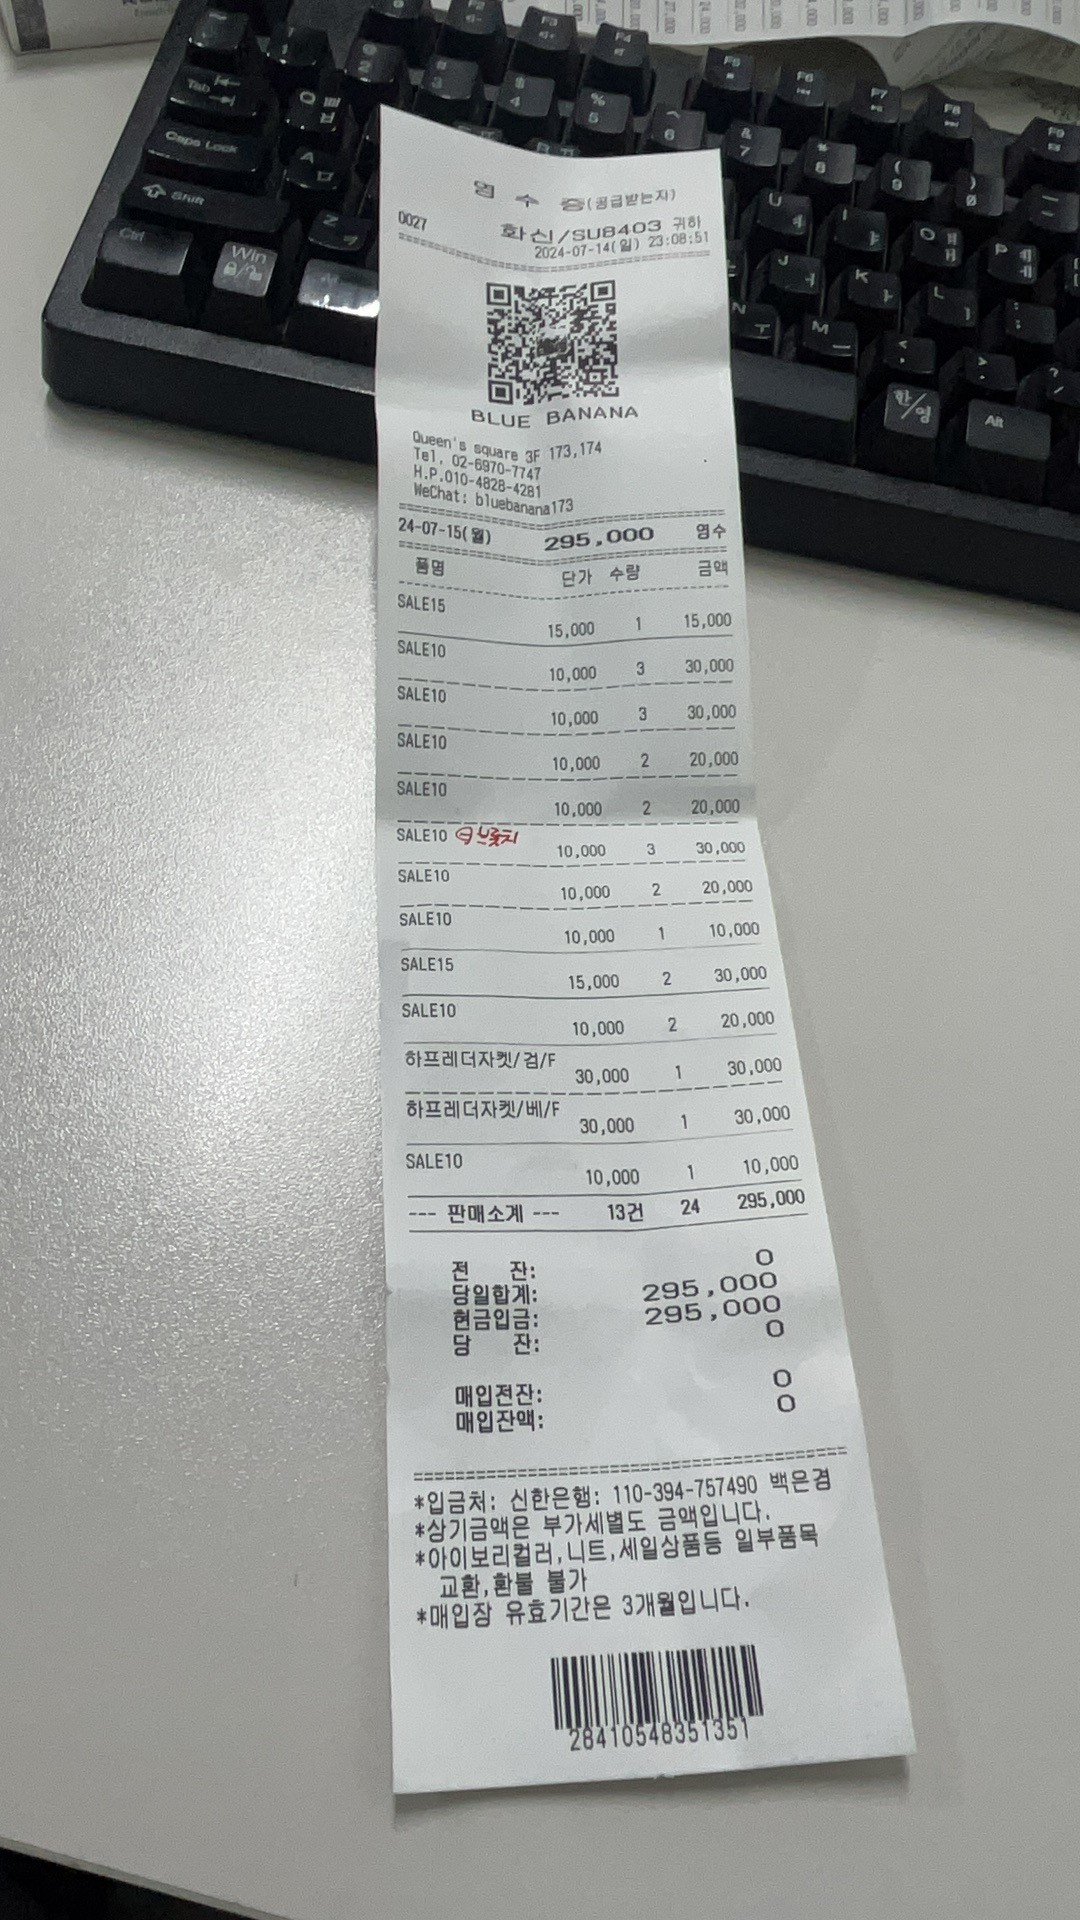 영 수 증(공급받는자)
0027 화신/SU8403 귀하
2024-07-14(일) 23:08:51
BLUE BANANA
Queen's square 3F 173,174
Tel. 02-6970-7747
H.P.010-4828-4281
WeChat: bluebanana173
24-07-15(월) 295,000 영수
품명 단가 수량 금액
SALE15
15,000 1 15,000
SALE10
10,000 3 30,000
SALE10
10,000 3 30,000
SALE10
10,000 2 20,000
SALE10
10,000 2 20,000
SALE10
10,000 3 30,000
SALE10
10,000 2 20,000
SALE10
10,000 1 10,000
SALE15
15,000 2 30,000
SALE10
10,000 2 20,000
하프레더자켓/검/F
30,000 1 30,000
하프레더자켓/베/F
30,000 1 30,000
SALE10
10,000 1 10,000
--- 판매소계 --- 13건 24 295,000
전 잔: 0
당일합계: 295,000
현금입금: 295,000
당 잔: 0
매입전잔: 0
매입잔액: 0
*입금처: 신한은행: 110-394-757490 백은경
*상기금액은 부가세별도 금액입니다.
*아이보리컬러,니트,세일상품등 일부품목
교환,환불 불가
*매입장 유효기간은 3개월입니다.
28410548351351